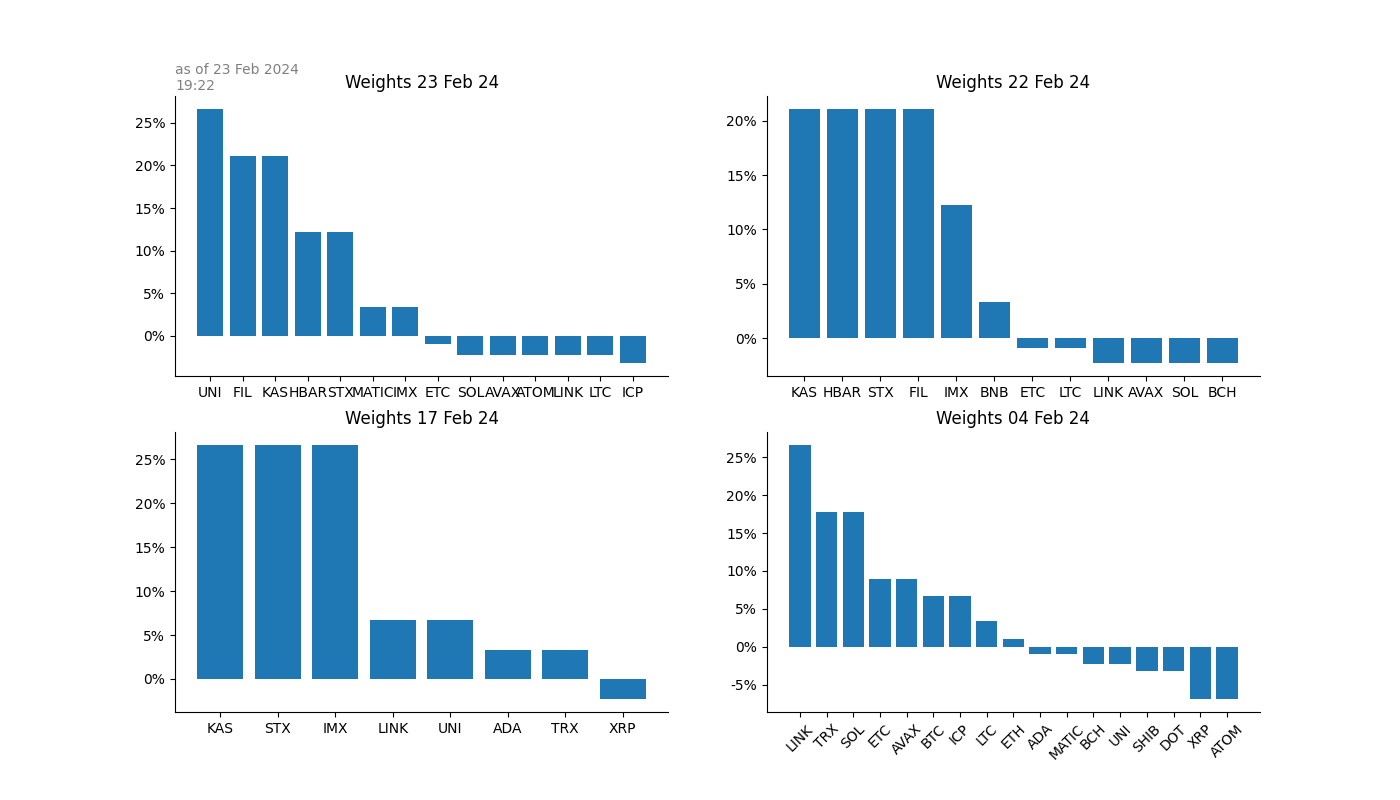 as of 23 Feb 2024
19:22
Weights 23 Feb 24
25%
20%
15%
10%
5%
0%
UNI FIL KAS HBAR STX MATIC IMX ETC SOL AVAX ATOM LINK LTC ICP
Weights 22 Feb 24
20%
15%
10%
5%
0%
KAS HBAR STX FIL IMX BNB ETC LTC LINK AVAX SOL BCH
Weights 17 Feb 24
25%
20%
15%
10%
5%
0%
KAS STX IMX LINK UNI ADA TRX XRP
Weights 04 Feb 24
25%
20%
15%
10%
5%
0%
-5%
LINK TRX SOL ETC AVAX BTC ICP LTC ETH ADA MATIC BCH UNI SHIB DOT XRP ATOM